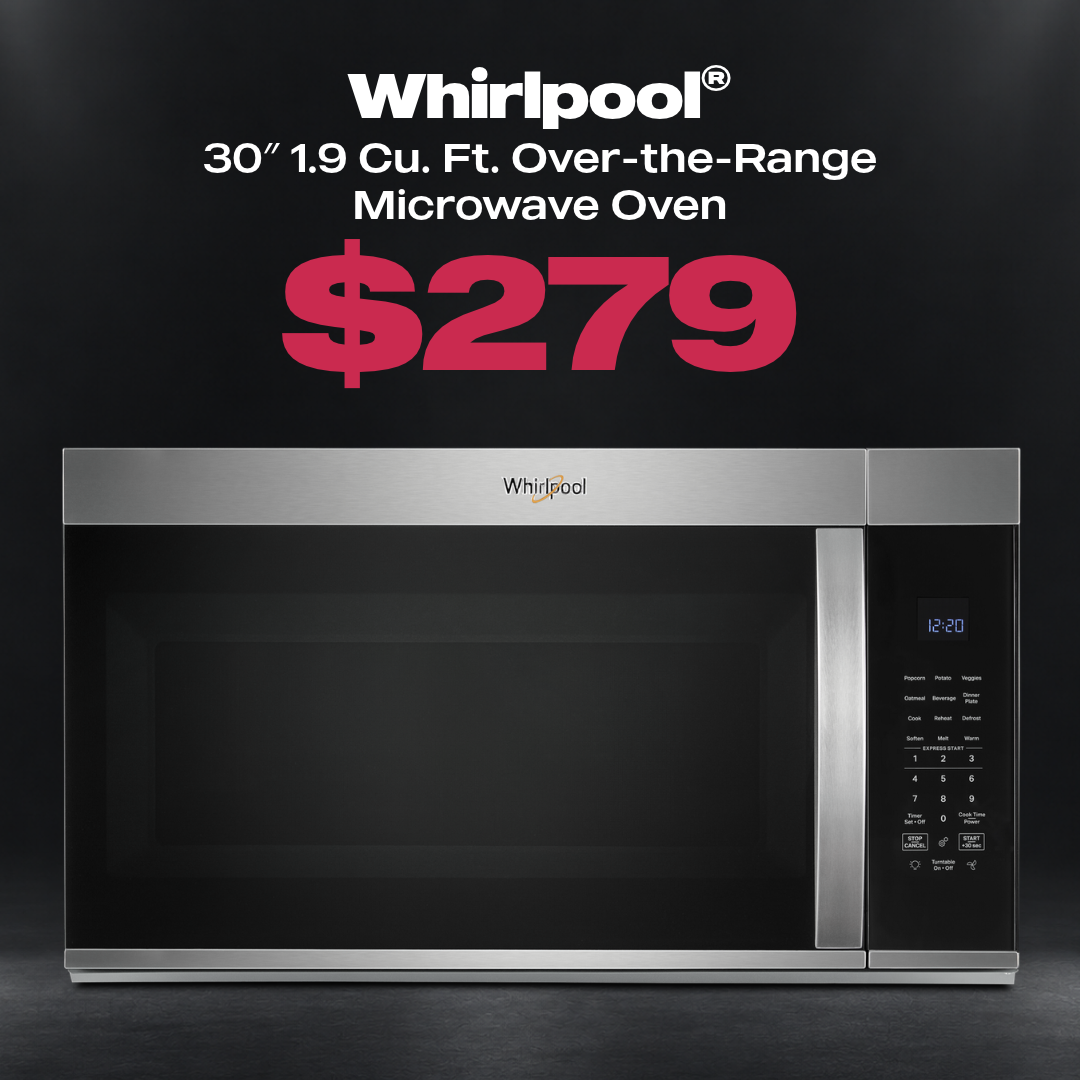 Whirlpool®
30″ 1.9 Cu. Ft. Over-the-Range
Microwave Oven
$279
Whirlpool
12:20
Popcorn Potato Veggies
Oatmeal Beverage Dinner Plate
Cook Reheat Defrost
Soften Melt Warm
EXPRESS START
1 2 3
4 5 6
7 8 9
Timer Set • Off 0 Cook Time Power
STOP CANCEL START +30 sec
Turntable On • Off